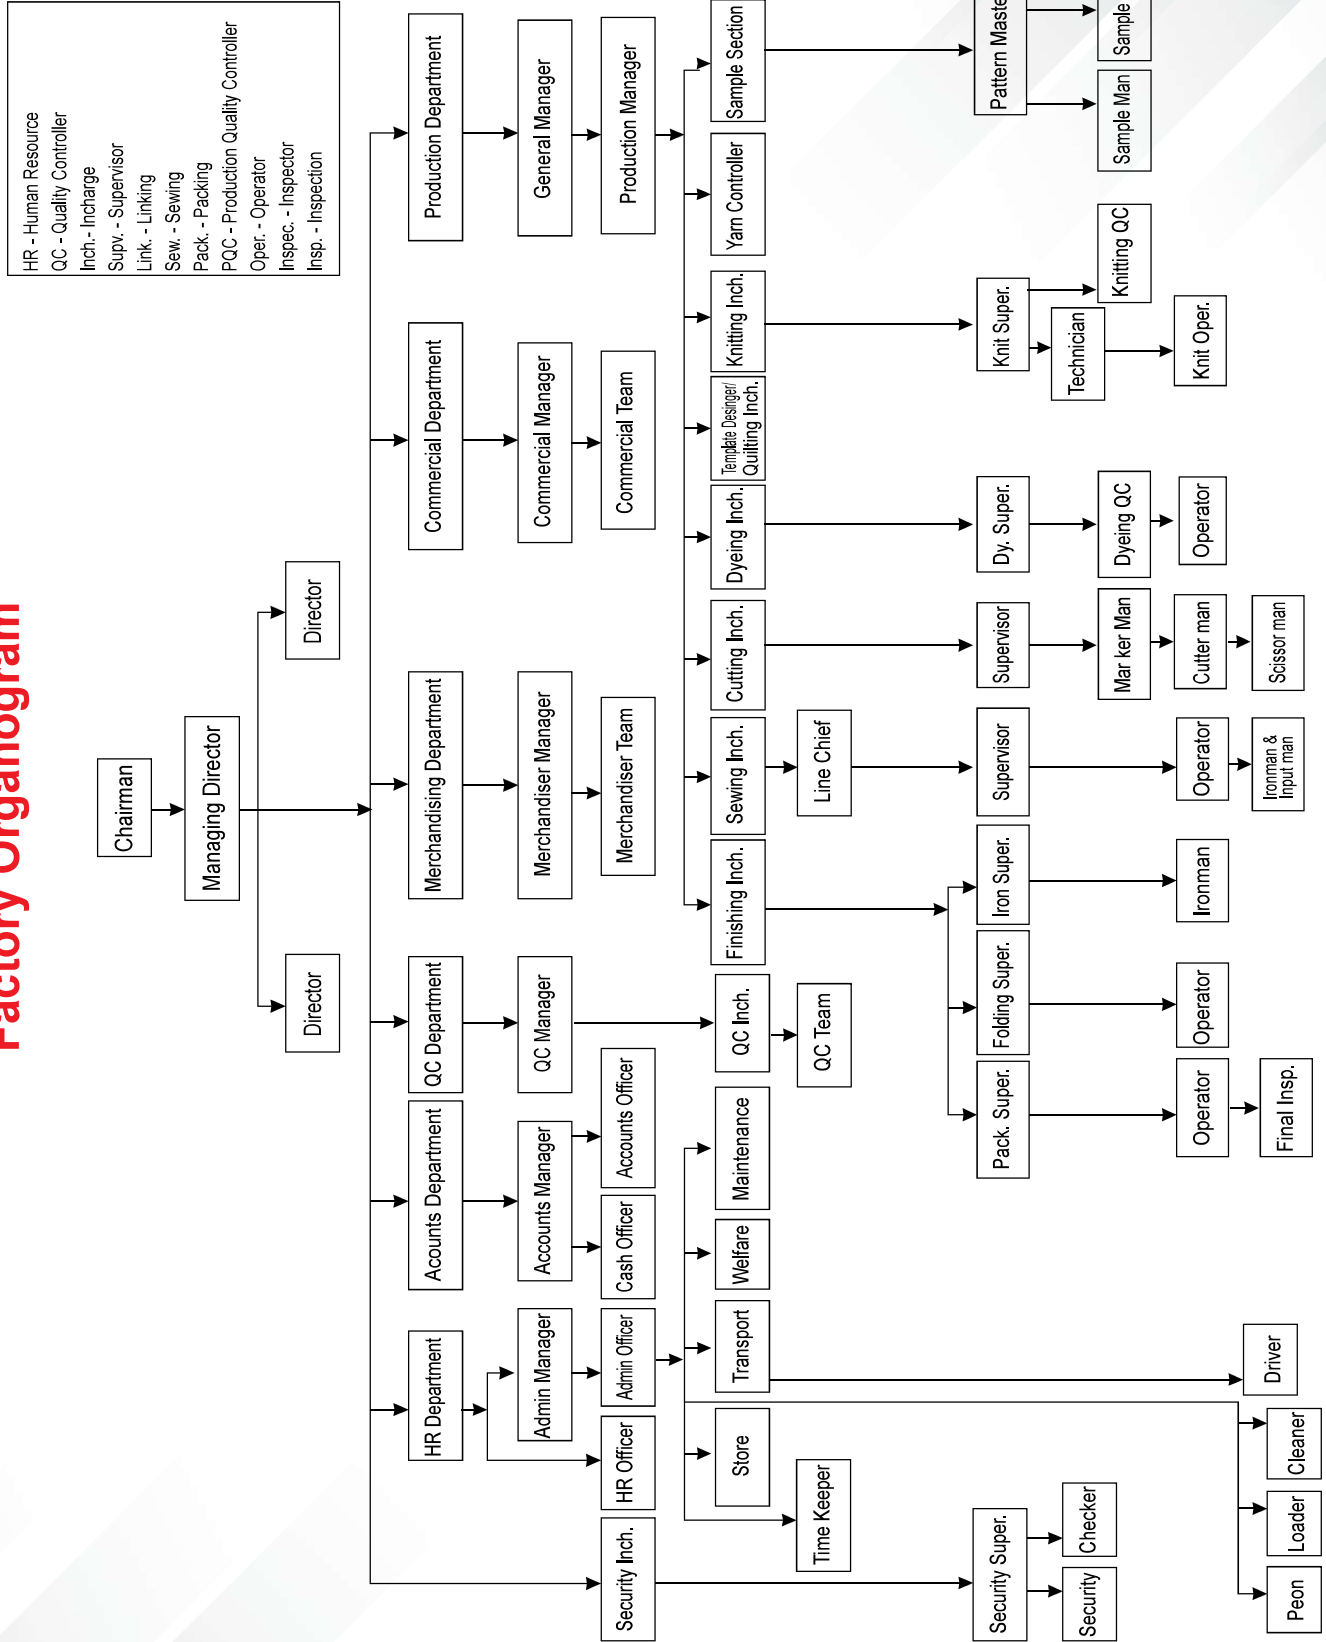 Factory Organogram
HR - Human Resource
QC - Quality Controller
Inch.- Incharge
Supv. - Supervisor
Link. - Linking
Sew. - Sewing
Pack. - Packing
PQC - Production Quality Controller
Oper. - Operator
Inspec. - Inspector
Insp. - Inspection
Chairman
Managing Director
Director
Director
HR Department
Acounts Department
QC Department
Merchandising Department
Commercial Department
Production Department
Admin Manager
Accounts Manager
QC Manager
Merchandiser Manager
Commercial Manager
General Manager
Security Inch.
HR Officer
Admin Officer
Cash Officer
Accounts Officer
Merchandiser Team
Commercial Team
Production Manager
Store
Transport
Welfare
Maintenance
QC Inch.
Finishing Inch.
Sewing Inch.
Cutting Inch.
Dyeing Inch.
Template Desinger/
Quilting Inch.
Knitting Inch.
Yarn Controller
Sample Section
Time Keeper
QC Team
Line Chief
Security Super.
Pack. Super.
Folding Super.
Iron Super.
Supervisor
Supervisor
Dy. Super.
Knit Super.
Pattern Maste
Technician
Security
Checker
Mar ker Man
Dyeing QC
Knitting QC
Sample Man
Sample
Operator
Operator
Ironman
Operator
Cutter man
Operator
Knit Oper.
Driver
Peon
Loader
Cleaner
Final Insp.
Ironman &
Input man
Scissor man